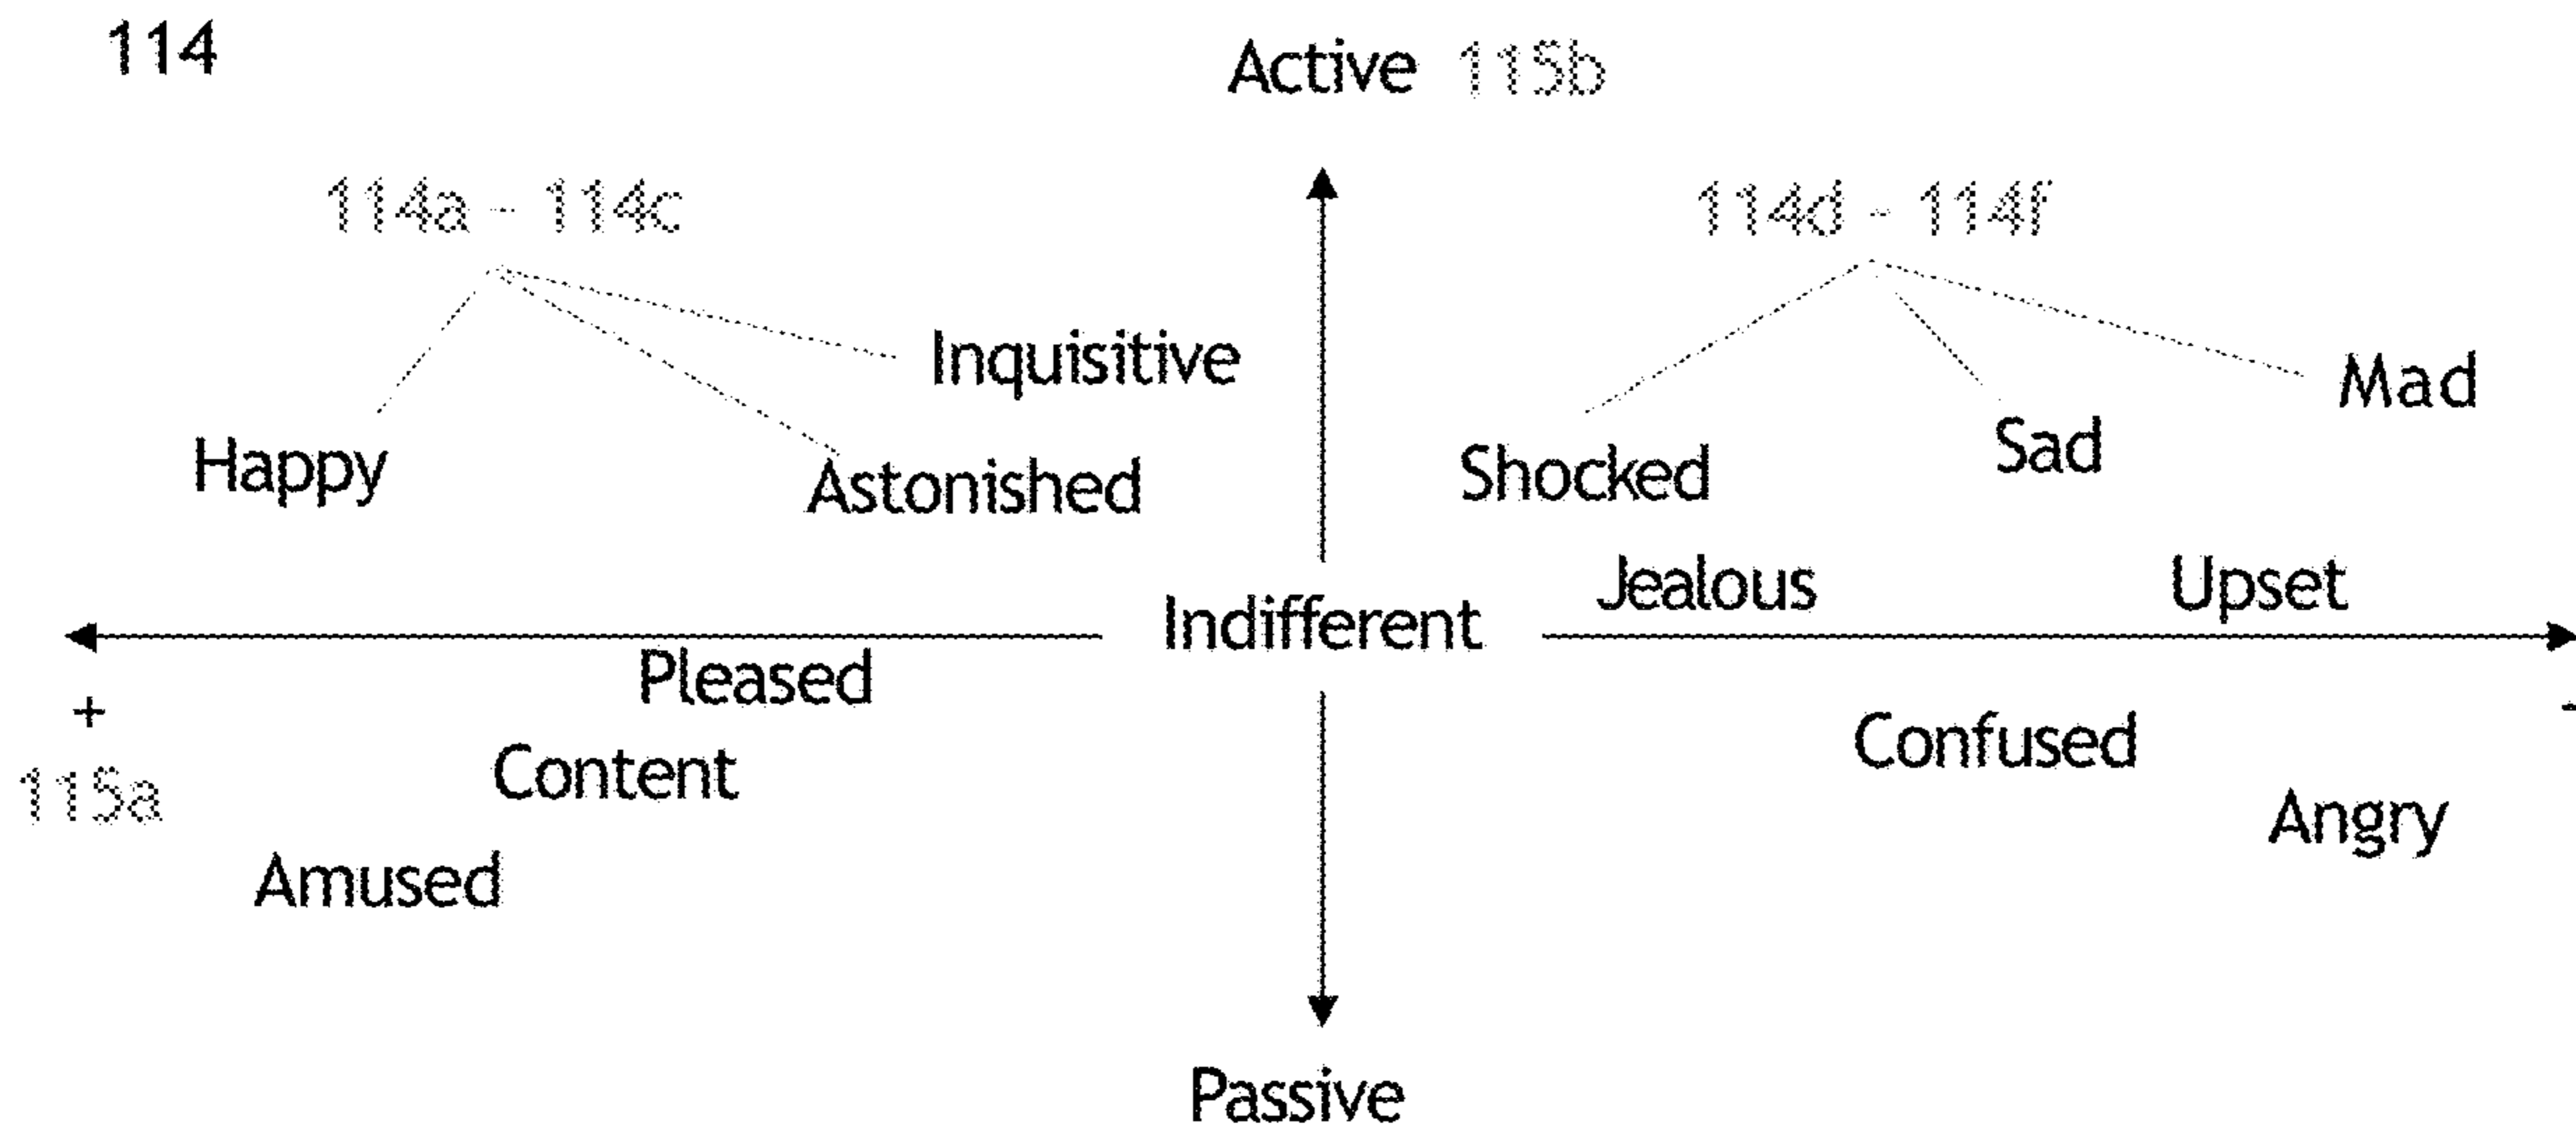 114
Active 115b
114a - 114c
114d - 114f
Inquisitive
Mad
Happy
Astonished
Shocked
Sad
Jealous
Upset
Indifferent
Pleased
+
-
Content
Confused
115a
Angry
Amused
Passive